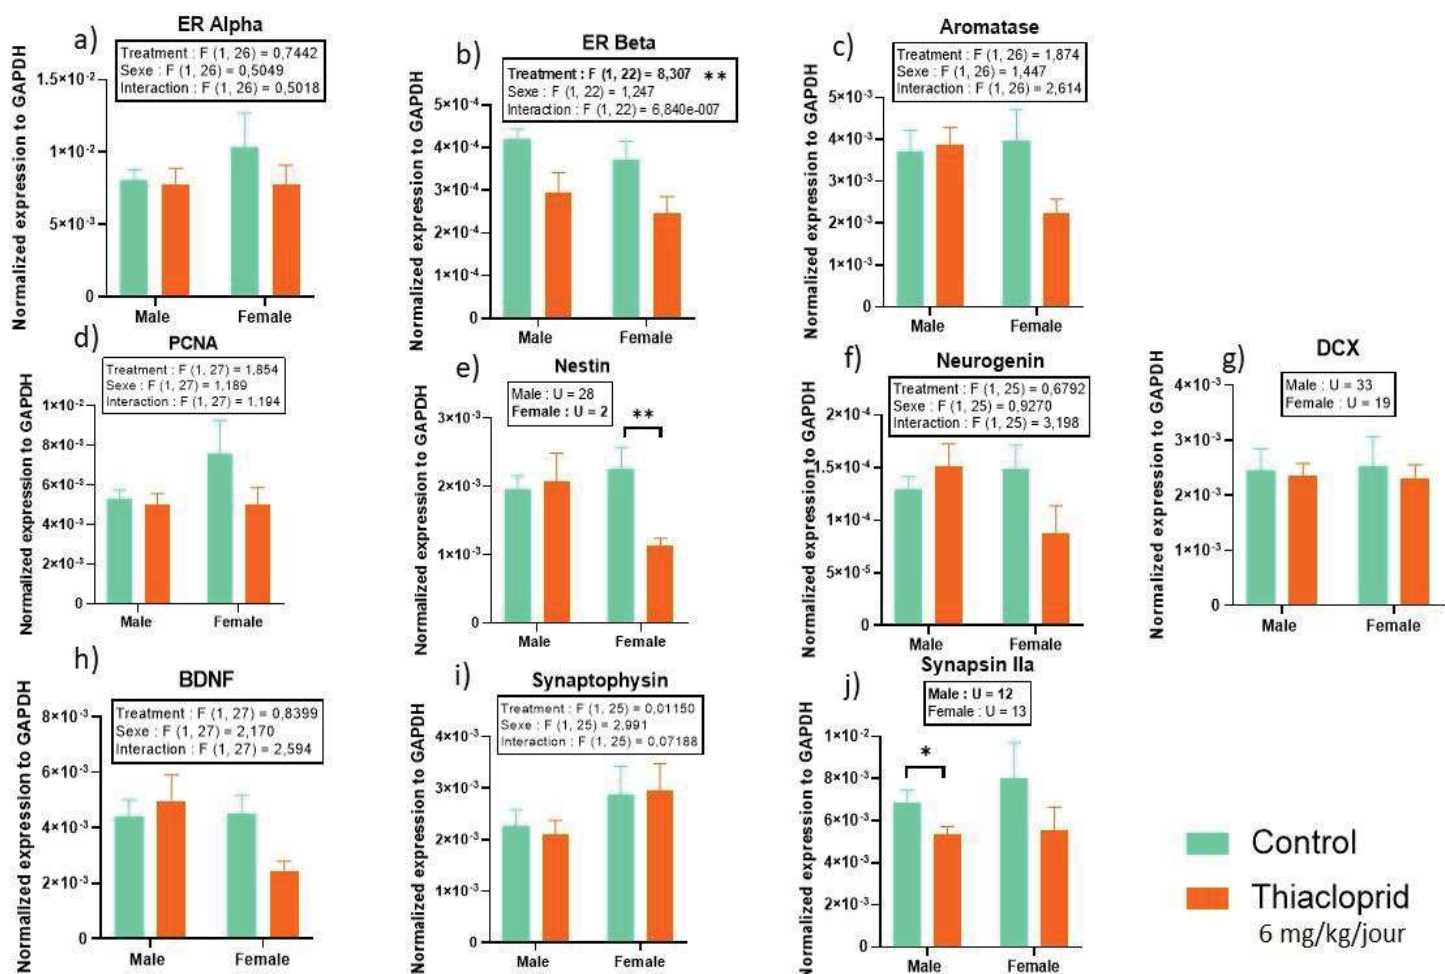 a)
ER Alpha
Treatment : F (1, 26) = 0,7442
Sexe : F (1, 26) = 0,5049
Interaction : F (1, 26) = 0,5018
Normalized expression to GAPDH
1.5×10-2
1×10-2
5×10-3
0
Male Female
b)
ER Beta
Treatment : F (1, 22) = 8,307 **
Sexe : F (1, 22) = 1,247
Interaction : F (1, 22) = 6,840e-007
Normalized expression to GAPDH
5×10-4
4×10-4
3×10-4
2×10-4
1×10-4
0
Male Female
c)
Aromatase
Treatment : F (1, 26) = 1,874
Sexe : F (1, 26) = 1,447
Interaction : F (1, 26) = 2,614
Normalized expression to GAPDH
5×10-3
4×10-3
3×10-3
2×10-3
1×10-3
0
Male Female
d)
PCNA
Treatment : F (1, 27) = 1,854
Sexe : F (1, 27) = 1,189
Interaction : F (1, 27) = 1,194
Normalized expression to GAPDH
1×10-2
8×10-3
6×10-3
4×10-3
2×10-3
0
Male Female
e)
Nestin
Male : U = 28
Female : U = 2
**
Normalized expression to GAPDH
3×10-3
2×10-3
1×10-3
0
Male Female
f)
Neurogenin
Treatment : F (1, 25) = 0,6792
Sexe : F (1, 25) = 0,9270
Interaction : F (1, 25) = 3,198
Normalized expression to GAPDH
2×10-4
1.5×10-4
1×10-4
5×10-5
0
Male Female
g)
DCX
Male : U = 33
Female : U = 19
Normalized expression to GAPDH
4×10-3
3×10-3
2×10-3
1×10-3
0
Male Female
h)
BDNF
Treatment : F (1, 27) = 0,8399
Sexe : F (1, 27) = 2,170
Interaction : F (1, 27) = 2,594
Normalized expression to GAPDH
8×10-3
6×10-3
4×10-3
2×10-3
0
Male Female
i)
Synaptophysin
Treatment : F (1, 25) = 0,01150
Sexe : F (1, 25) = 2,991
Interaction : F (1, 25) = 0,07188
Normalized expression to GAPDH
4×10-3
3×10-3
2×10-3
1×10-3
0
Male Female
j)
Synapsin IIa
Male : U = 12
Female : U = 13
*
Normalized expression to GAPDH
1×10-2
8×10-3
6×10-3
4×10-3
2×10-3
0
Male Female
Control
Thiacloprid
6 mg/kg/jour